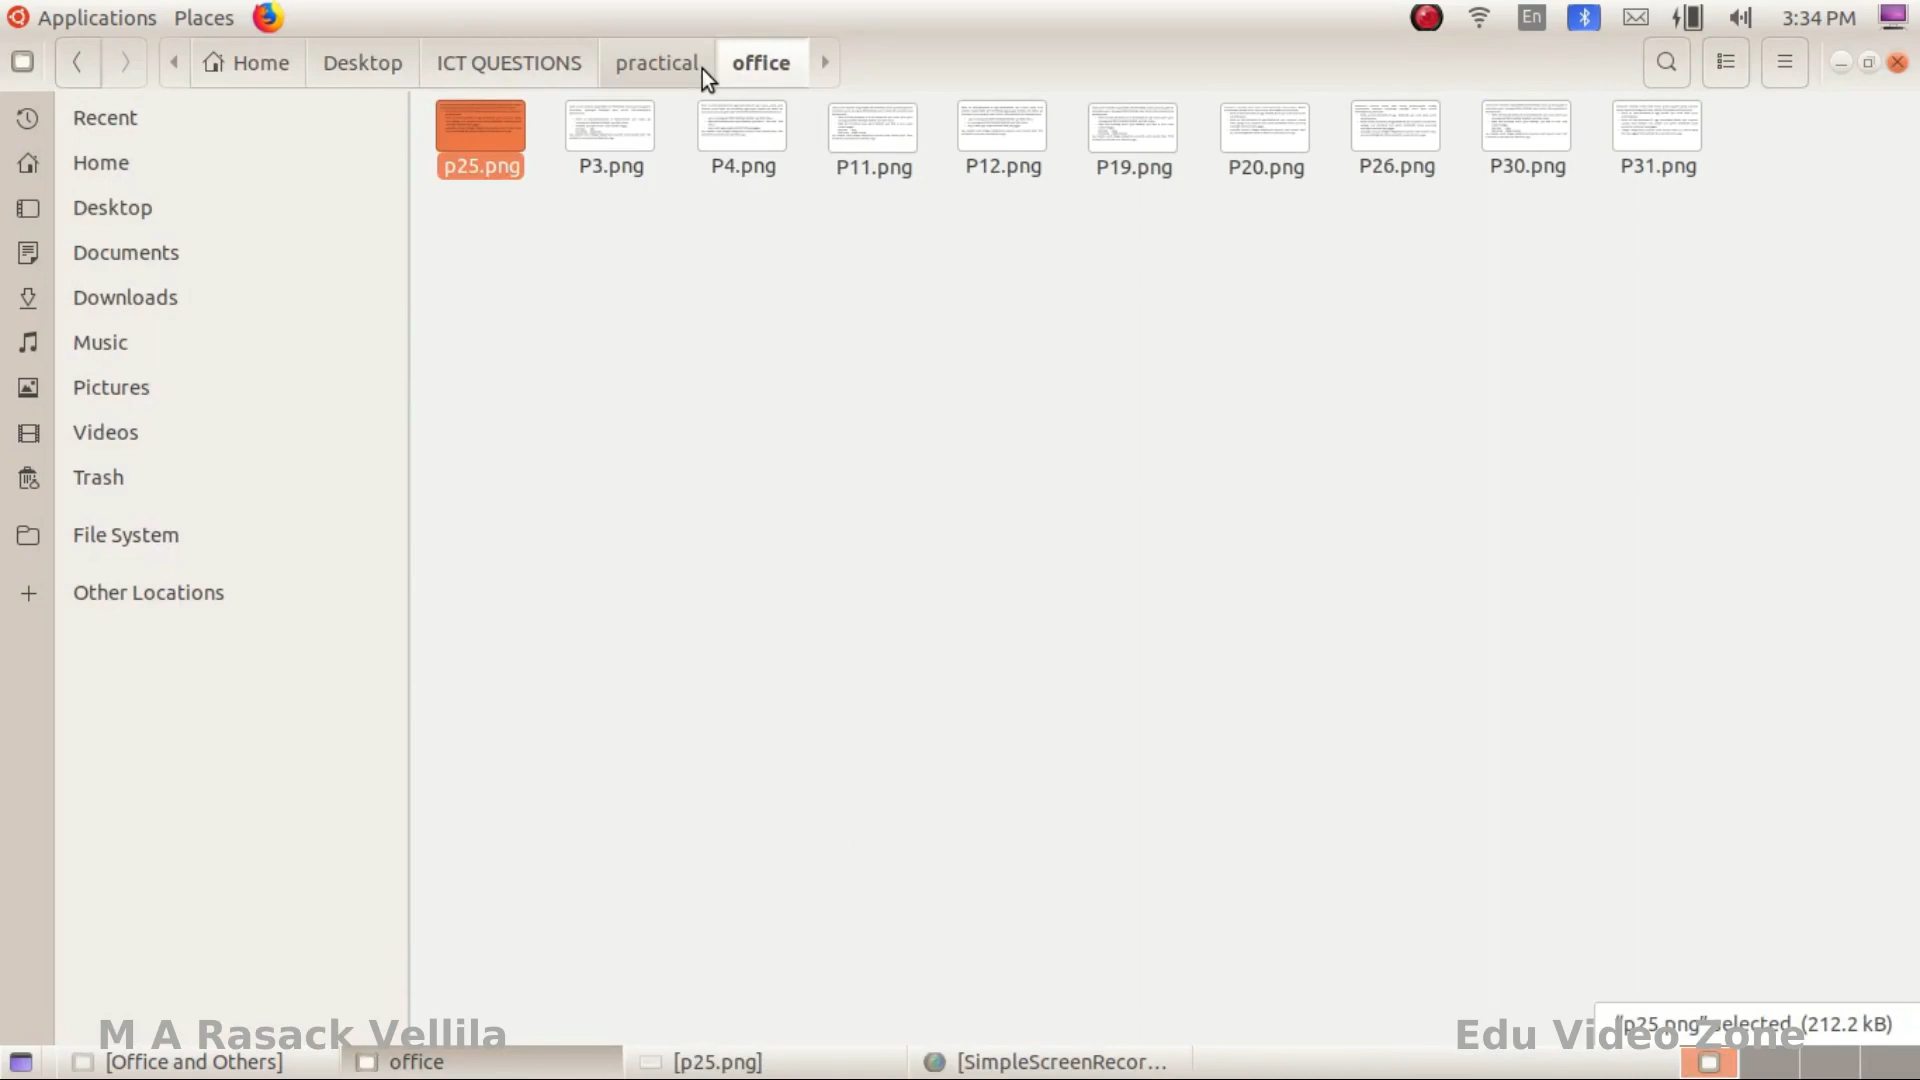 Applications Places En 3:34 PM
Home Desktop ICT QUESTIONS practical office
Recent
Home
Desktop
Documents
Downloads
Music
Pictures
Videos
Trash
File System
Other Locations
p25.png P3.png P4.png P11.png P12.png P19.png P20.png P26.png P30.png P31.png
"p25.png" selected (212.2 kB)
M A Rasack Vellila
Edu Video Zone
[Office and Others] office [p25.png] [SimpleScreenRecor...